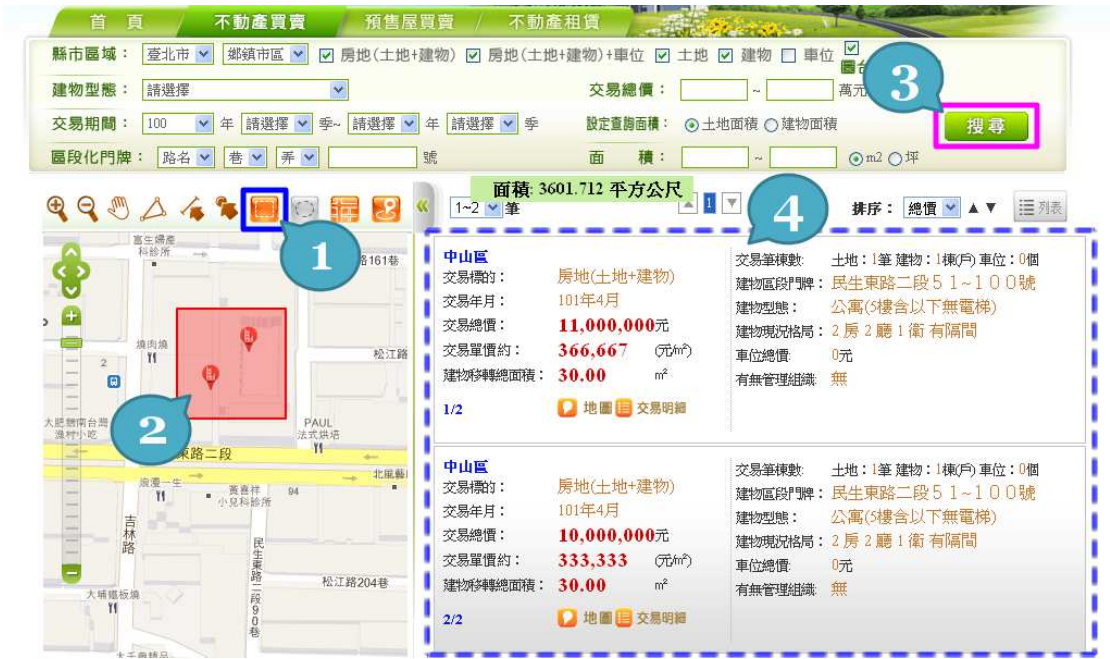 首 頁 不動產買賣 預售屋買賣 不動產租賃
縣市區域： 臺北市 鄉鎮市區 房地(土地+建物) 房地(土地+建物)+車位 土地 建物 車位
建物型態： 請選擇 交易總價： ~ 萬元
3
交易期間： 100 年 請選擇 季~ 請選擇 年 請選擇 季 設定查詢面積： 土地面積 建物面積
搜尋
區段化門牌： 路名 巷 弄 號 面 積： ~ m2 坪
面積: 3601.712 平方公尺
1~2 筆 1 排序： 總價 ▲ ▼ 列表
1
4
富生婦產
科診所
號161巷
燒肉燒
松江路
2
2
PAUL
法式烘培
東路二段
浪漫一生
黃喜祥
小兒科診所
94
吉林路
民生東路二段90巷
松江路204巷
大埔鐵板燒
中山區
交易標的： 房地(土地+建物)
交易年月： 101年4月
交易總價： 11,000,000元
交易單價約： 366,667 (元/m²)
建物移轉總面積： 30.00 m²
1/2 地圖 交易明細
交易筆棟數: 土地：1筆 建物：1棟(戶) 車位：0個
建物區段門牌： 民生東路二段５１~１００號
建物型態： 公寓(5樓含以下無電梯)
建物現況格局： 2 房 2 廳 1 衛 有隔間
車位總價: 0元
有無管理組織: 無
中山區
交易標的： 房地(土地+建物)
交易年月： 101年4月
交易總價： 10,000,000元
交易單價約： 333,333 (元/m²)
建物移轉總面積： 30.00 m²
2/2 地圖 交易明細
交易筆棟數: 土地：1筆 建物：1棟(戶) 車位：0個
建物區段門牌： 民生東路二段５１~１００號
建物型態： 公寓(5樓含以下無電梯)
建物現況格局： 2 房 2 廳 1 衛 有隔間
車位總價: 0元
有無管理組織: 無